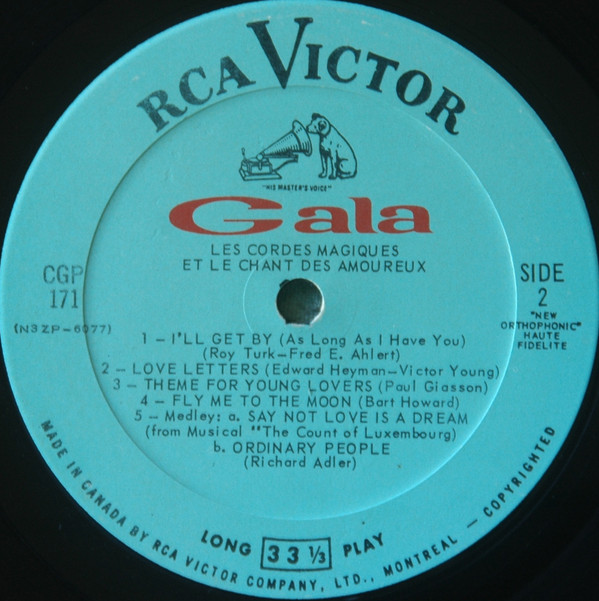 RCA VICTOR
"HIS MASTER'S VOICE"
Gala
LES CORDES MAGIQUES
ET LE CHANT DES AMOUREUX
CGP
171
(N3ZP-6077)
SIDE
2
"NEW
ORTHOPHONIC"
HAUTE
FIDELITE
1 — I'LL GET BY (As Long As I Have You)
(Roy Turk—Fred E. Ahlert)
2 — LOVE LETTERS (Edward Heyman—Victor Young)
3 — THEME FOR YOUNG LOVERS (Paul Giasson)
4 — FLY ME TO THE MOON (Bart Howard)
5 — Medley: a. SAY NOT LOVE IS A DREAM
(from Musical "The Count of Luxembourg)
b. ORDINARY PEOPLE
(Richard Adler)
LONG 33 1/3 PLAY
MADE IN CANADA BY RCA VICTOR COMPANY, LTD., MONTREAL — COPYRIGHTED